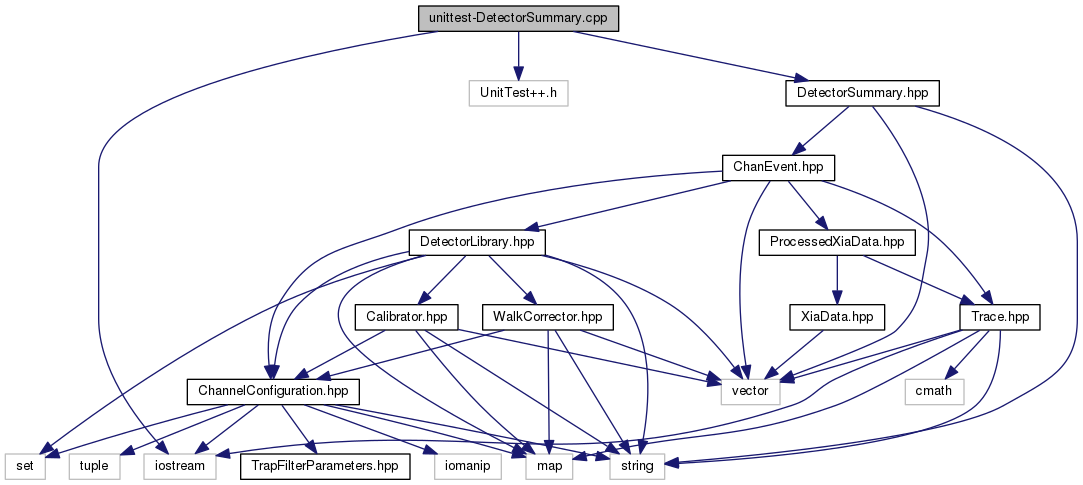 unittest-DetectorSummary.cpp
UnitTest++.h
DetectorSummary.hpp
ChanEvent.hpp
DetectorLibrary.hpp
ProcessedXiaData.hpp
Calibrator.hpp
WalkCorrector.hpp
XiaData.hpp
Trace.hpp
ChannelConfiguration.hpp
vector
cmath
set
tuple
iostream
TrapFilterParameters.hpp
iomanip
map
string